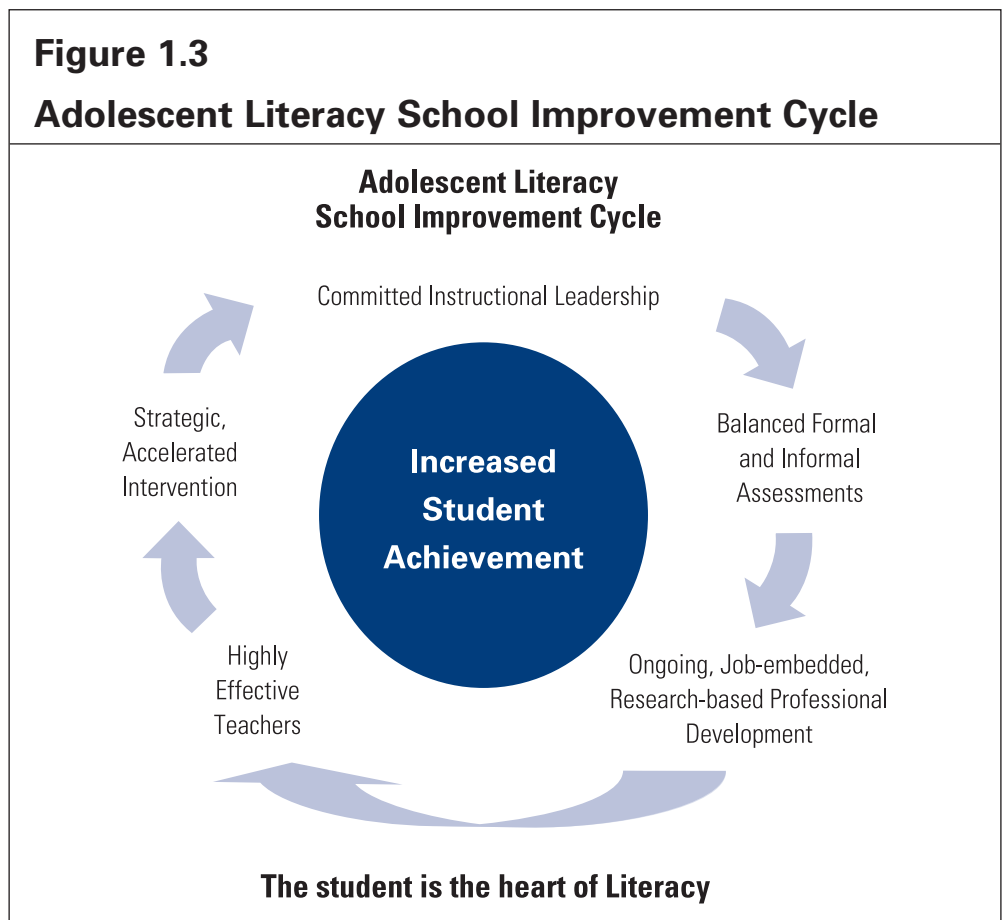 Figure 1.3
Adolescent Literacy School Improvement Cycle
Adolescent Literacy
School Improvement Cycle
Committed Instructional Leadership
Strategic,
Accelerated
Intervention
Balanced Formal
and Informal
Assessments
Increased
Student
Achievement
Highly
Effective
Teachers
Ongoing, Job-embedded,
Research-based Professional
Development
The student is the heart of Literacy